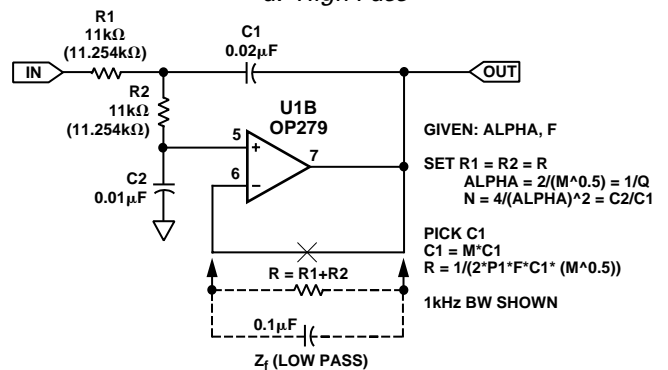 a. High Pass
R1
11kΩ
(11.254kΩ)
C1
0.02µF
IN
OUT
R2
11kΩ
(11.254kΩ)
U1B
OP279
5
6
7
+
−
C2
0.01µF
GIVEN: ALPHA, F
SET R1 = R2 = R
ALPHA = 2/(M^0.5) = 1/Q
N = 4/(ALPHA)^2 = C2/C1
PICK C1
C1 = M*C1
R = 1/(2*P1*F*C1* (M^0.5))
1kHz BW SHOWN
R = R1+R2
0.1µF
Zf (LOW PASS)